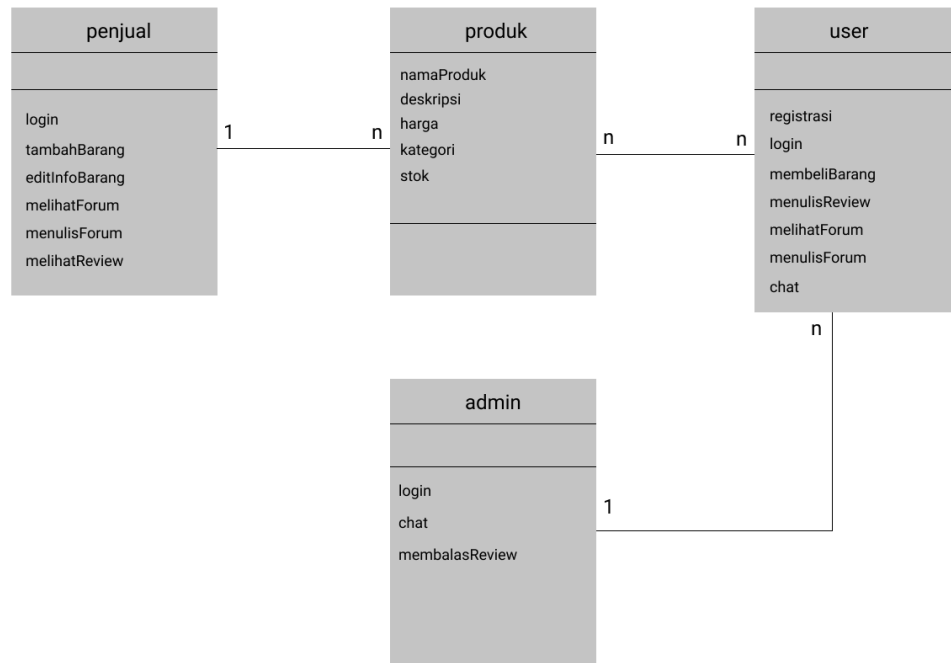 penjual
login
tambahBarang
editInfoBarang
melihatForum
menulisForum
melihatReview
1
n
produk
namaProduk
deskripsi
harga
kategori
stok
n
n
user
registrasi
login
membeliBarang
menulisReview
melihatForum
menulisForum
chat
n
admin
login
chat
membalasReview
1